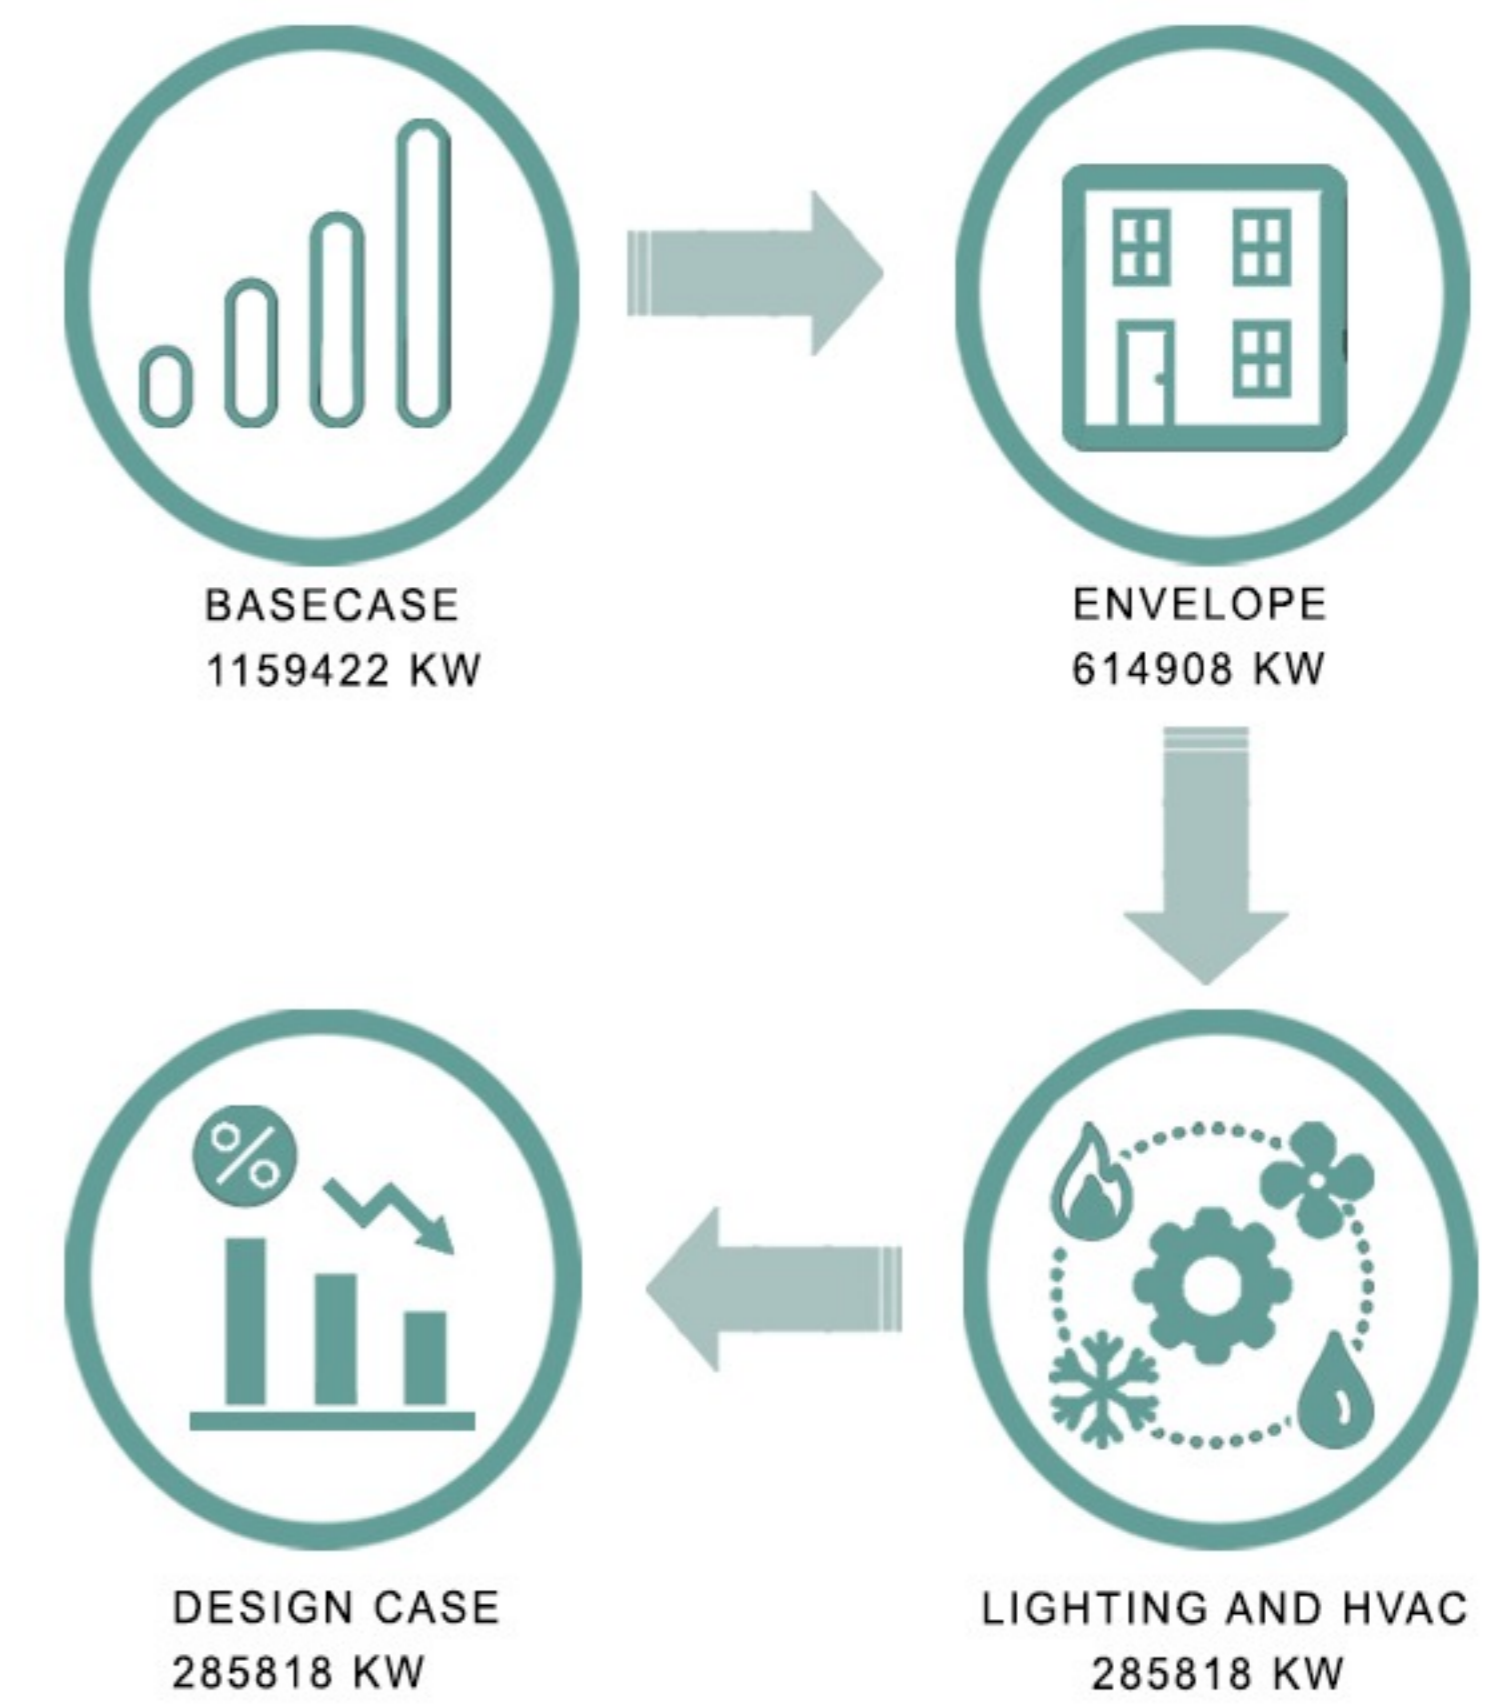 BASECASE
1159422 KW
ENVELOPE
614908 KW
%
LIGHTING AND HVAC
285818 KW
DESIGN CASE
285818 KW